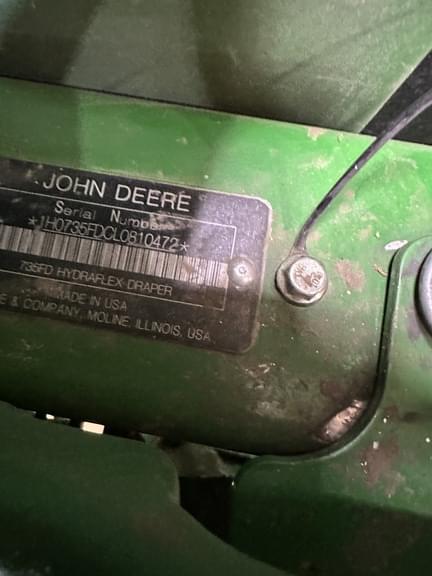 JOHN DEERE
Serial Number
*1H0735FDCL0810472*
735FD HYDRAFLEX DRAPER
MADE IN USA
E & COMPANY, MOLINE, ILLINOIS, USA